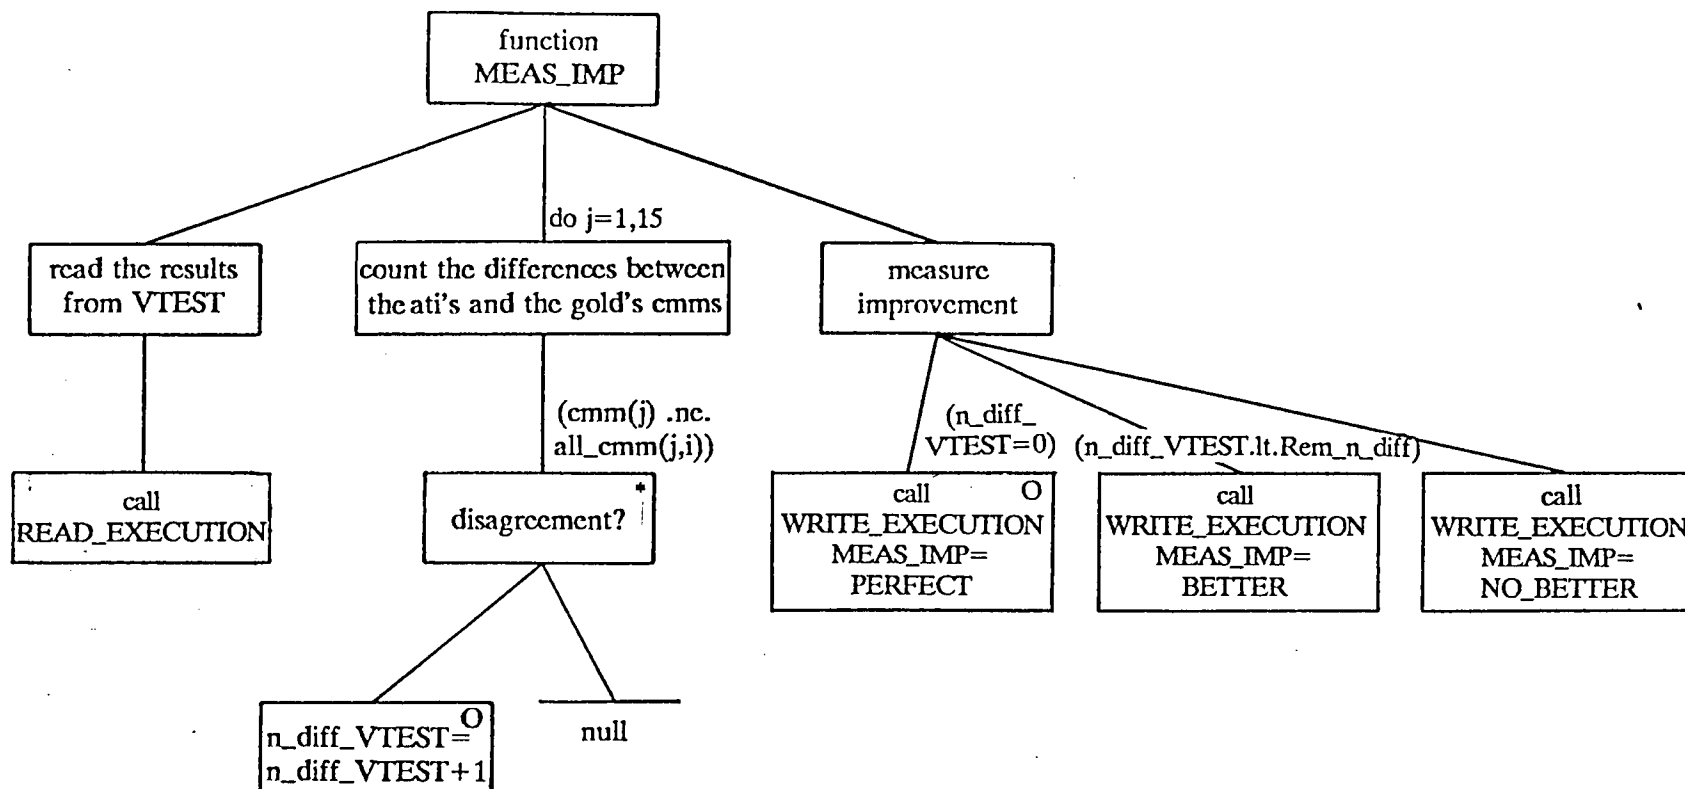 function
MEAS_IMP
do j=1,15
read the results
from VTEST
count the differences between
the ati's and the gold's cmms
measure
improvement
(cmm(j) .ne.
all_cmm(j,i))
(n_diff_
VTEST=0)
(n_diff_VTEST.lt.Rem_n_diff)
call
READ_EXECUTION
*
disagreement?
call O
WRITE_EXECUTION
MEAS_IMP=
PERFECT
call
WRITE_EXECUTION
MEAS_IMP=
BETTER
call
WRITE_EXECUTION
MEAS_IMP=
NO_BETTER
O
n_diff_VTEST=
n_diff_VTEST+1
null